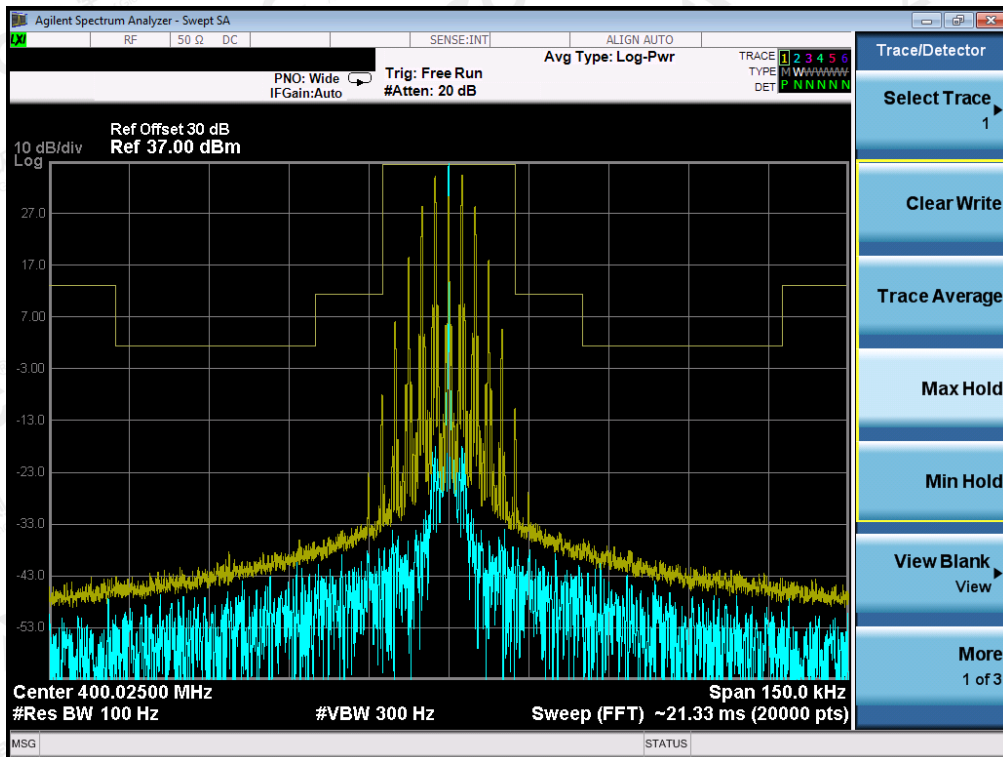 Agilent Spectrum Analyzer - Swept SA
LXI RF 50 Ω DC SENSE:INT ALIGN AUTO
PNO: Wide
IFGain:Auto
Trig: Free Run
#Atten: 20 dB
Avg Type: Log-Pwr
TRACE 1 2 3 4 5 6
TYPE M W W W W W
DET P N N N N N
Ref Offset 30 dB
10 dB/div Ref 37.00 dBm
Log
27.0
17.0
7.00
-3.00
-13.0
-23.0
-33.0
-43.0
-53.0
Center 400.02500 MHz Span 150.0 kHz
#Res BW 100 Hz #VBW 300 Hz Sweep (FFT) ~21.33 ms (20000 pts)
MSG STATUS
Trace/Detector
Select Trace
1
Clear Write
Trace Average
Max Hold
Min Hold
View Blank
View
More
1 of 3